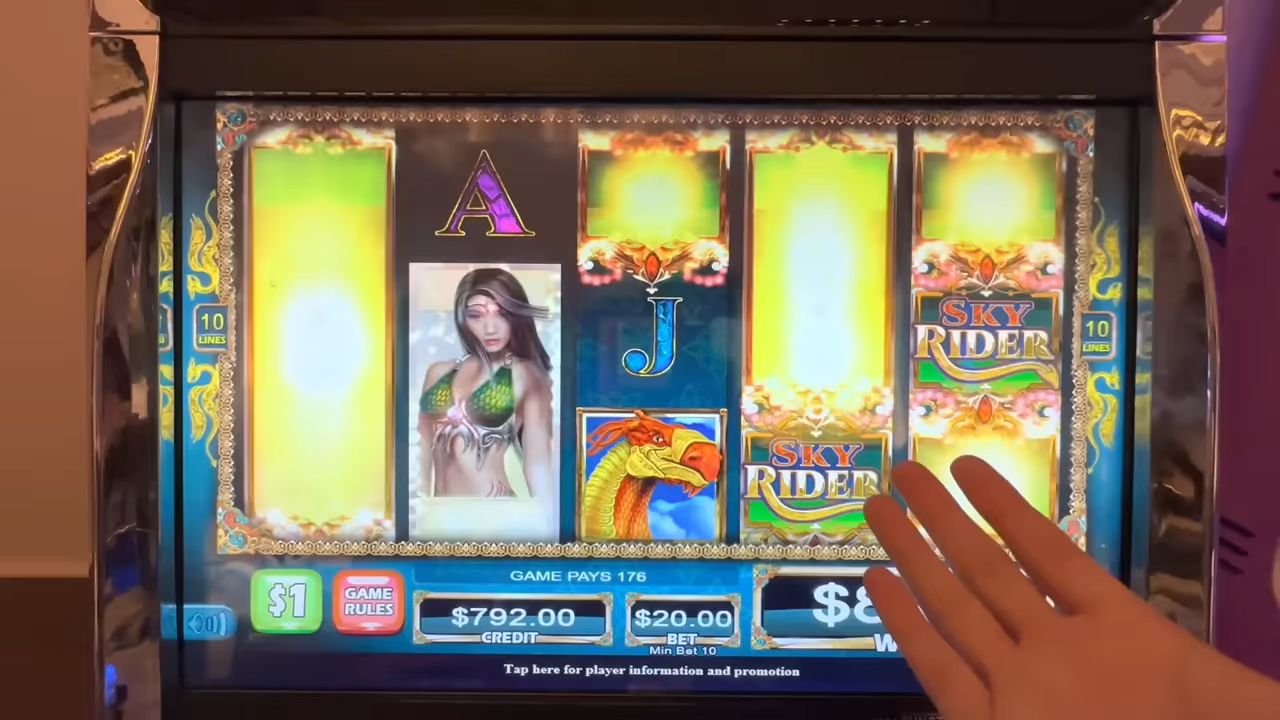 A
J
SKY
RIDER
SKY
RIDER
10
LINES
10
LINES
$1
GAME
RULES
GAME PAYS 176
$792.00
CREDIT
$20.00
BET
Min Bet 10
$8
W
Tap here for player information and promotion